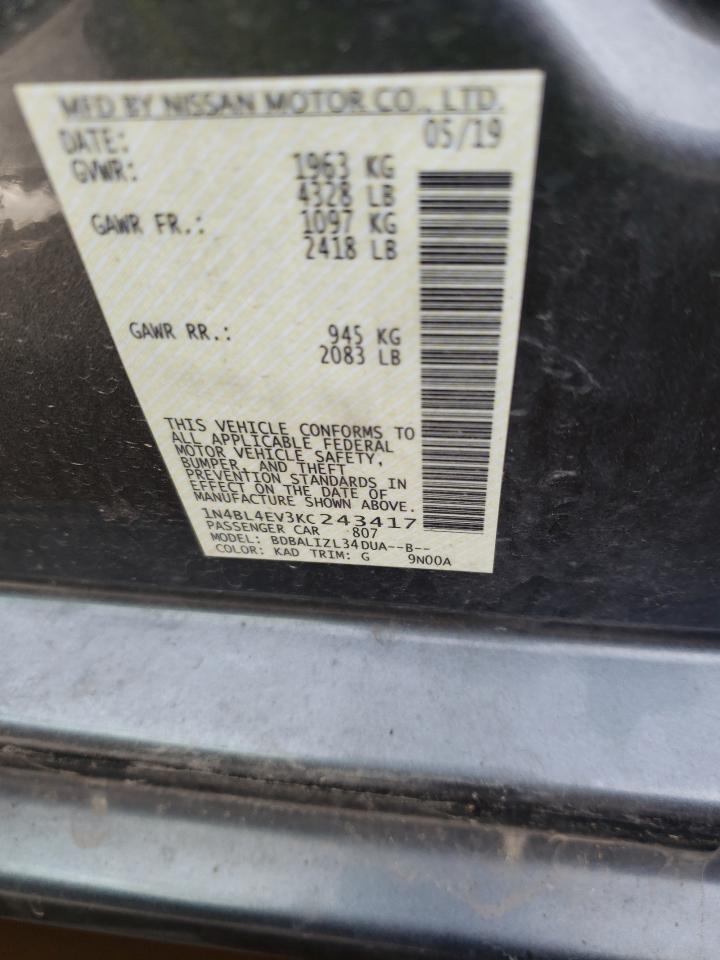 MFD BY NISSAN MOTOR CO., LTD.
DATE: 05/19
GVWR: 1963 KG
4328 LB
GAWR FR.: 1097 KG
2418 LB
GAWR RR.: 945 KG
2083 LB
THIS VEHICLE CONFORMS TO
ALL APPLICABLE FEDERAL
MOTOR VEHICLE SAFETY,
BUMPER, AND THEFT
PREVENTION STANDARDS IN
EFFECT ON THE DATE OF
MANUFACTURE SHOWN ABOVE.
1N4BL4EV3KC243417
PASSENGER CAR 807
MODEL: BDBALIZL34DUA--B--
COLOR: KAD TRIM: G 9N00A